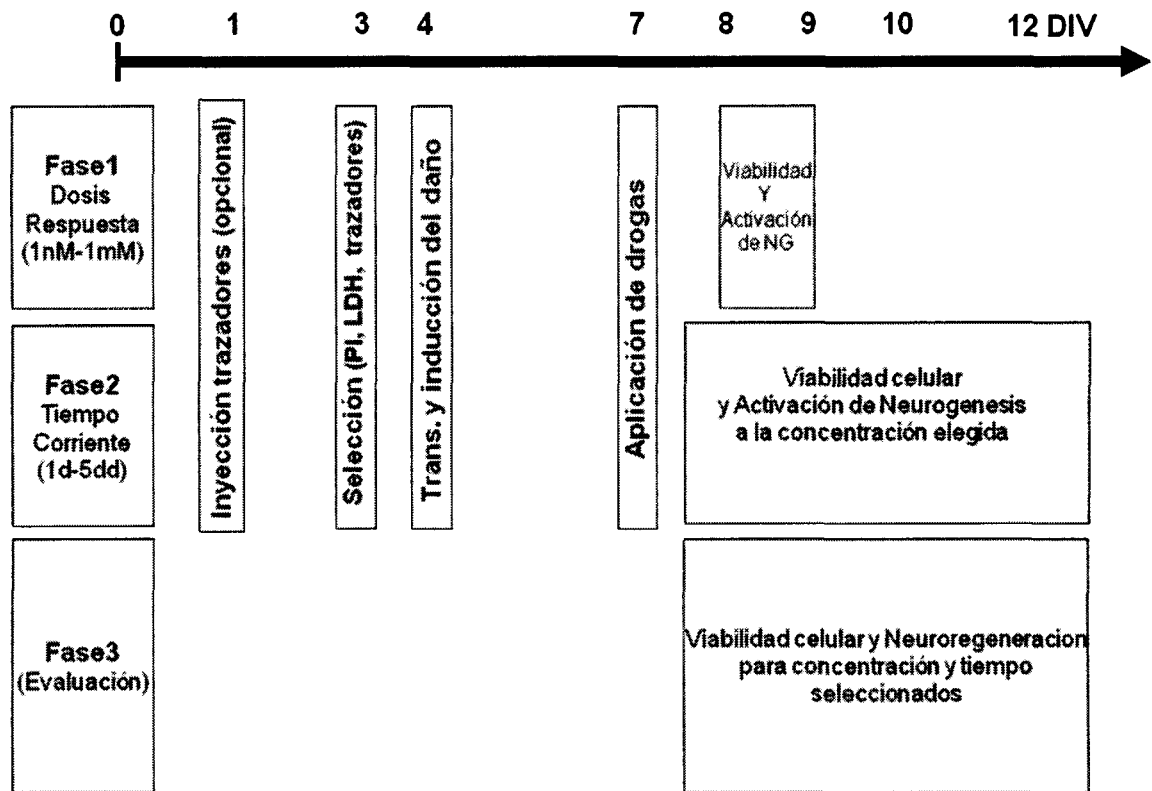 0 1 3 4 7 8 9 10 12 DIV
Fase1
Dosis
Respuesta
(1nM-1mM)
Inyección trazadores (opcional)
Selección (PI, LDH, trazadores)
Trans. y inducción del daño
Aplicación de drogas
Viabilidad
Y
Activación
de NG
Fase2
Tiempo
Corriente
(1d-5dd)
Viabilidad celular
y Activación de Neurogenesis
a la concentración elegida
Fase3
(Evaluación)
Viabilidad celular y Neuroregeneracion
para concentración y tiempo
seleccionados